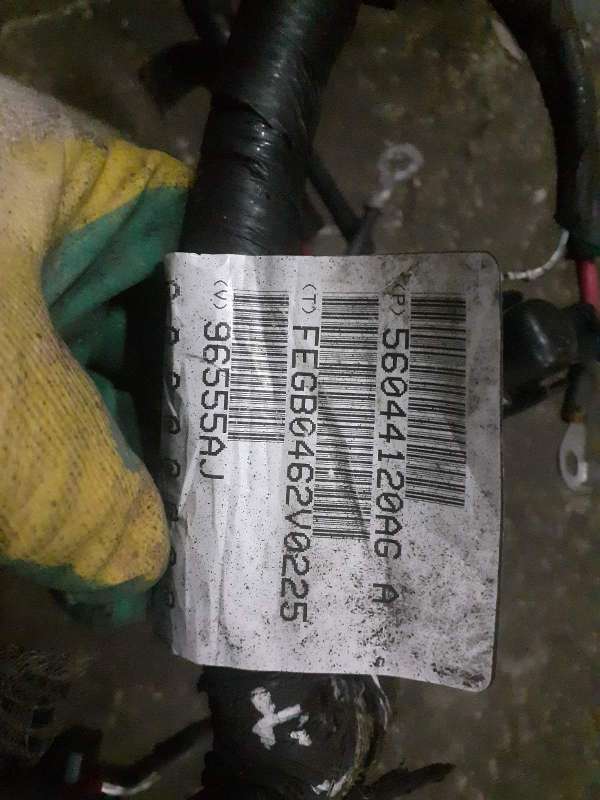 (P) 56044120AG A
(T) FEGB0462V0225
(V) 96555AJ